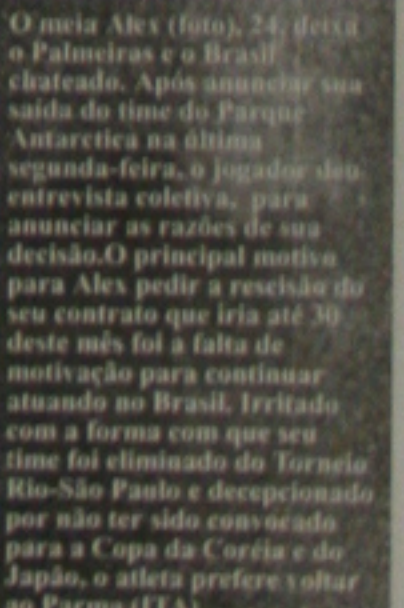 O meia Alex (foto), 24, deixa
o Palmeiras e o Brasil
chateado. Após anunciar sua
saída do time do Parque
Antarctica na última
segunda-feira, o jogador deu
entrevista coletiva, para
anunciar as razões de sua
decisão.O principal motivo
para Alex pedir a rescisão do
seu contrato que iria até 30
deste mês foi a falta de
motivação para continuar
atuando no Brasil. Irritado
com a forma com que seu
time foi eliminado do Torneio
Rio-São Paulo e decepcionado
por não ter sido convocado
para a Copa da Coréia e do
Japão, o atleta prefere voltar
ao Parma (ITA)